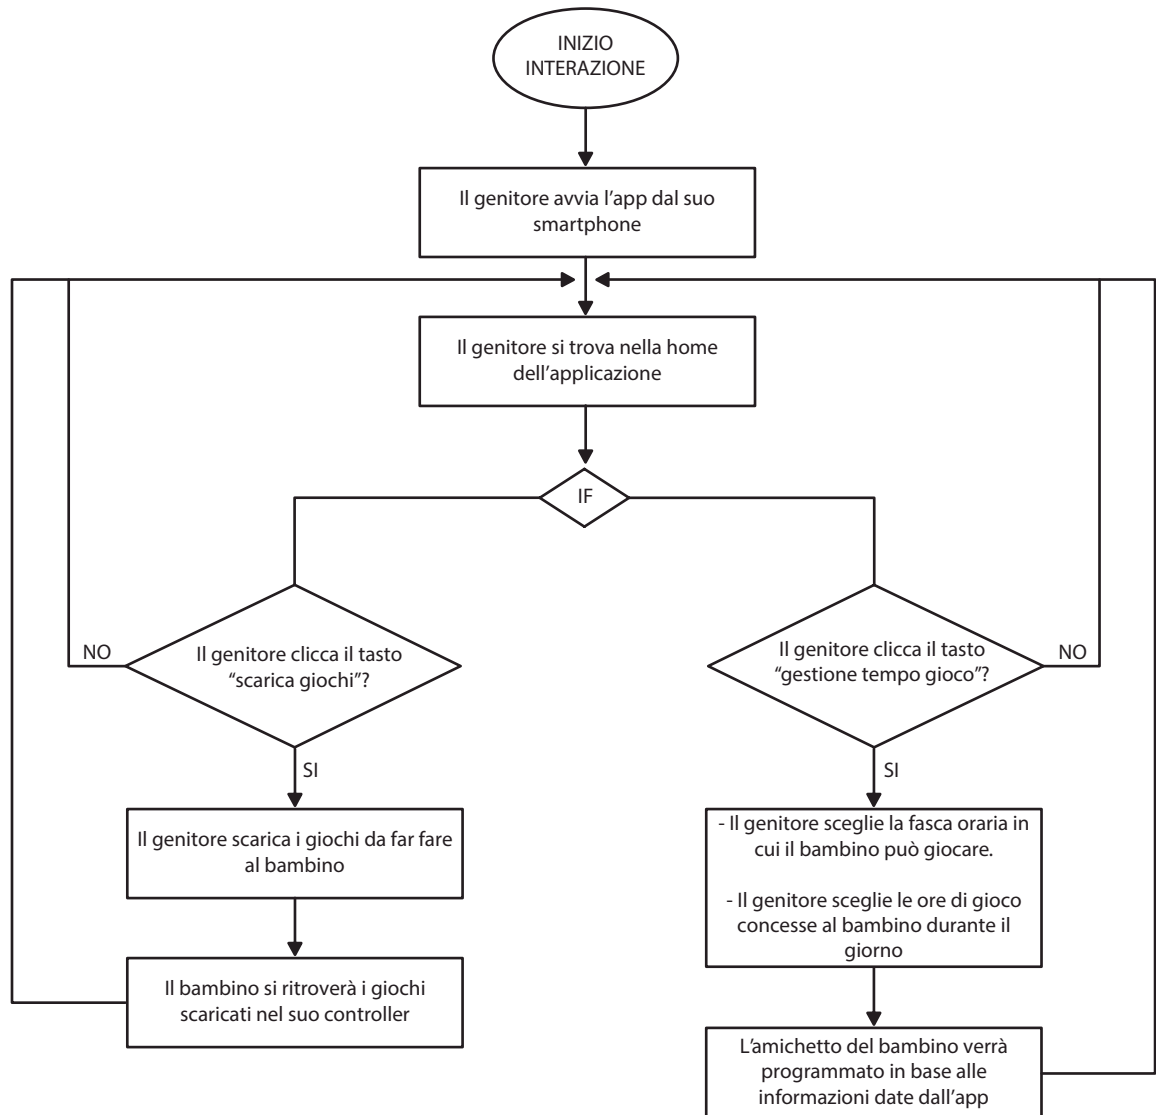 INIZIO
INTERAZIONE
Il genitore avvia l'app dal suo
smartphone
Il genitore si trova nella home
dell'applicazione
IF
NO
Il genitore clicca il tasto
“scarica giochi”?
SI
Il genitore scarica i giochi da far fare
al bambino
Il bambino si ritroverà i giochi
scaricati nel suo controller
Il genitore clicca il tasto
“gestione tempo gioco”?
NO
SI
- Il genitore sceglie la fasca oraria in
cui il bambino può giocare.
- Il genitore sceglie le ore di gioco
concesse al bambino durante il
giorno
L'amichetto del bambino verrà
programmato in base alle
informazioni date dall'app